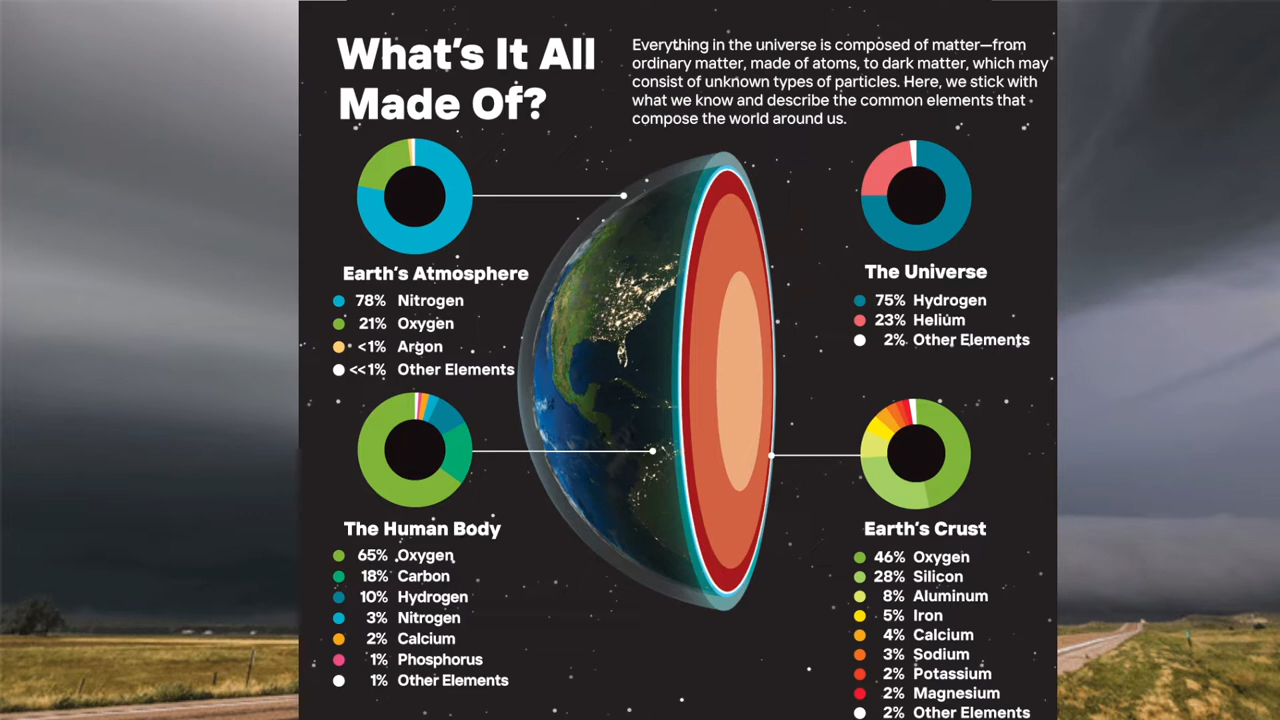 What's It All
Made Of?
Everything in the universe is composed of matter—from
ordinary matter, made of atoms, to dark matter, which may
consist of unknown types of particles. Here, we stick with
what we know and describe the common elements that
compose the world around us.
Earth's Atmosphere
78% Nitrogen
21% Oxygen
<1% Argon
<<1% Other Elements
The Universe
75% Hydrogen
23% Helium
2% Other Elements
The Human Body
65% Oxygen
18% Carbon
10% Hydrogen
3% Nitrogen
2% Calcium
1% Phosphorus
1% Other Elements
Earth's Crust
46% Oxygen
28% Silicon
8% Aluminum
5% Iron
4% Calcium
3% Sodium
2% Potassium
2% Magnesium
2% Other Elements